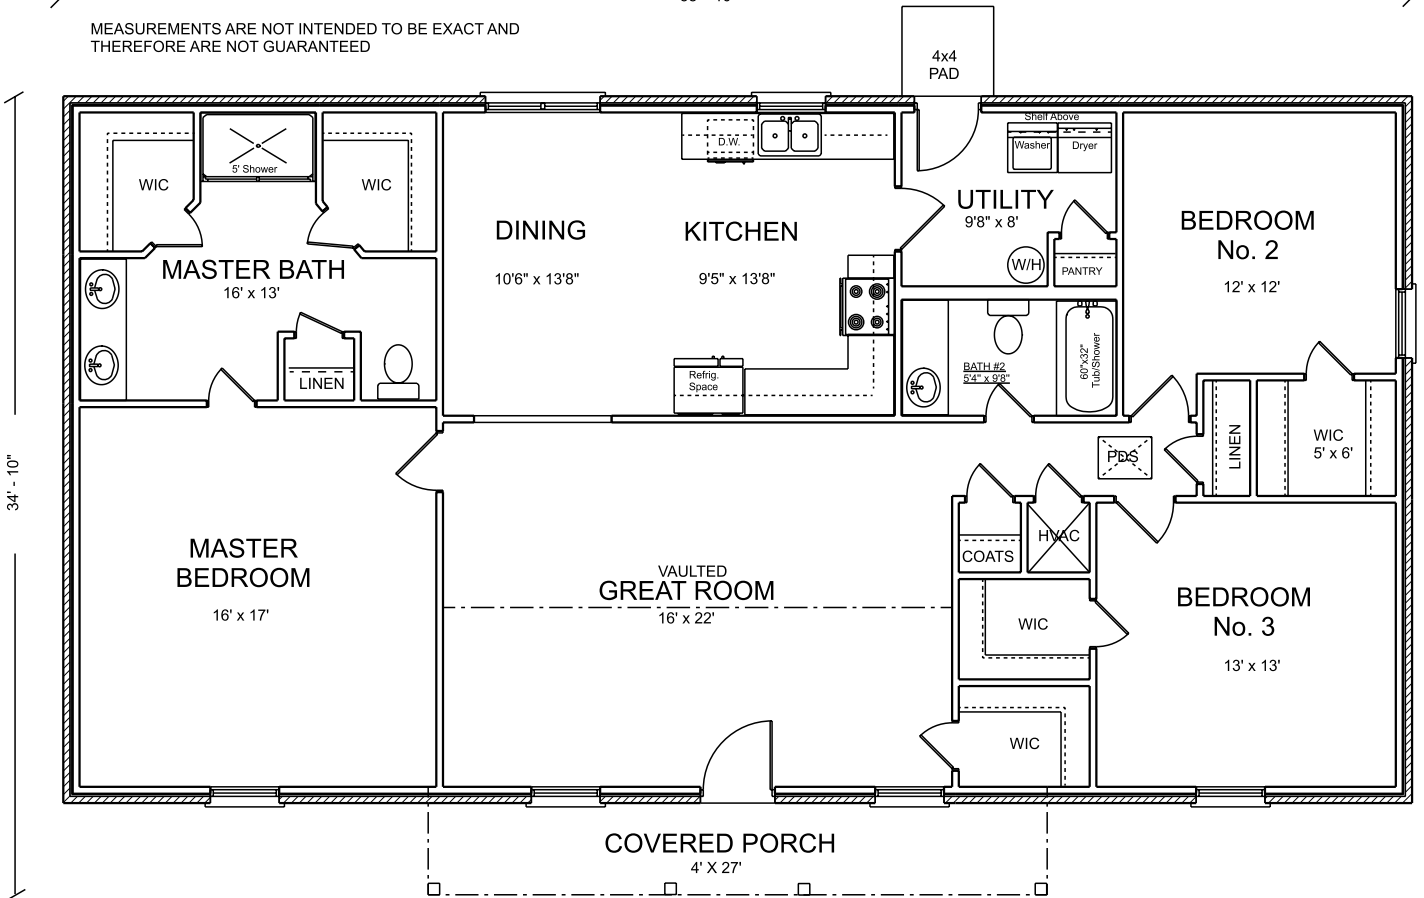 MEASUREMENTS ARE NOT INTENDED TO BE EXACT AND
THEREFORE ARE NOT GUARANTEED
4x4
PAD
Shelf Above
Washer
Dryer
D.W.
5' Shower
WIC
WIC
UTILITY
9'8" x 8'
BEDROOM
No. 2
12' x 12'
DINING
10'6" x 13'8"
KITCHEN
9'5" x 13'8"
W/H
PANTRY
MASTER BATH
16' x 13'
LINEN
Refrig.
Space
BATH #2
5'4" x 9'8"
60"x32"
Tub/Shower
PDS
LINEN
WIC
5' x 6'
34' - 10"
MASTER
BEDROOM
16' x 17'
VAULTED
GREAT ROOM
16' x 22'
COATS
HVAC
WIC
WIC
BEDROOM
No. 3
13' x 13'
COVERED PORCH
4' X 27'